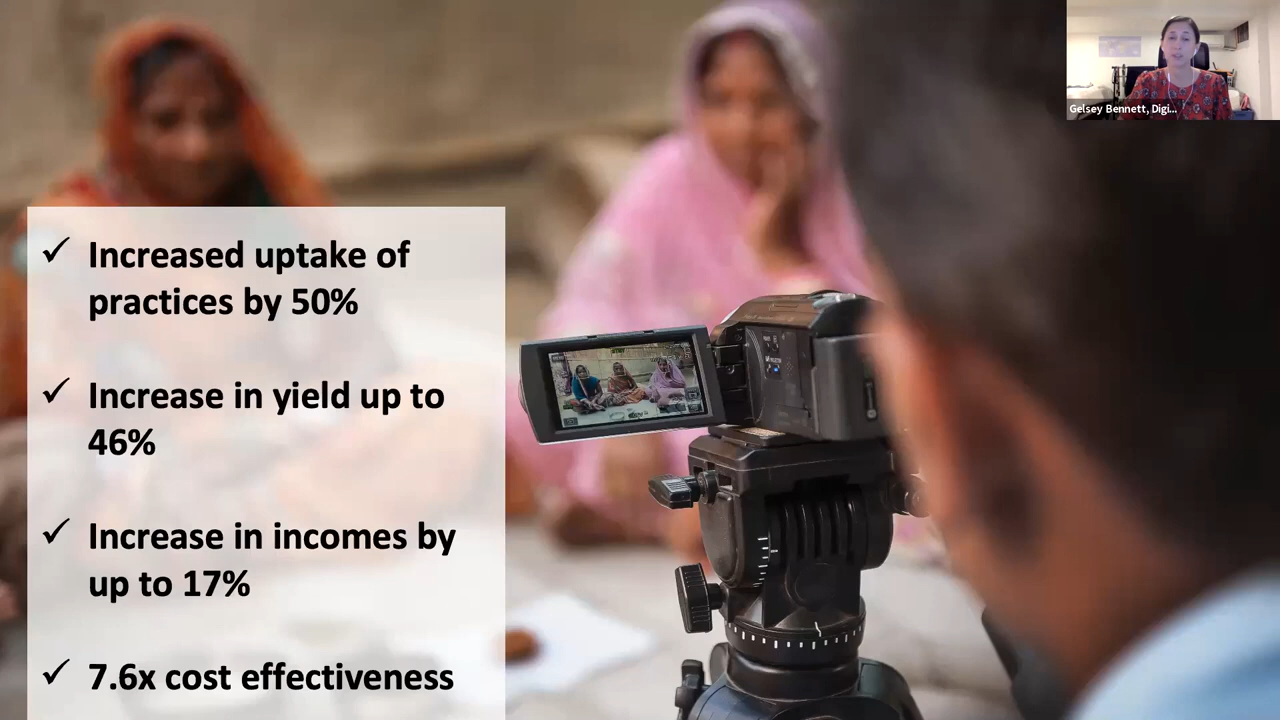 Gelsey Bennett, Digi...
✓ Increased uptake of
practices by 50%
✓ Increase in yield up to
46%
✓ Increase in incomes by
up to 17%
✓ 7.6x cost effectiveness